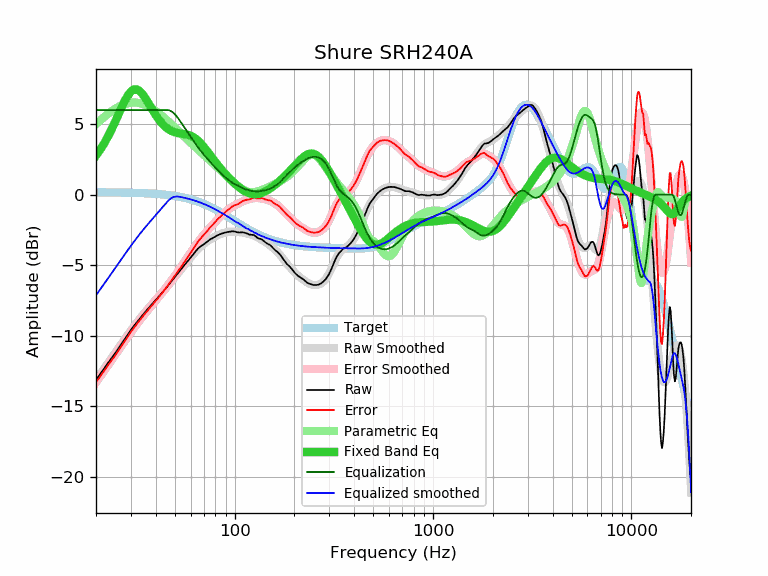 Shure SRH240A
Amplitude (dBr)
5
0
−5
−10
−15
−20
Target
Raw Smoothed
Error Smoothed
Raw
Error
Parametric Eq
Fixed Band Eq
Equalization
Equalized smoothed
100
1000
10000
Frequency (Hz)